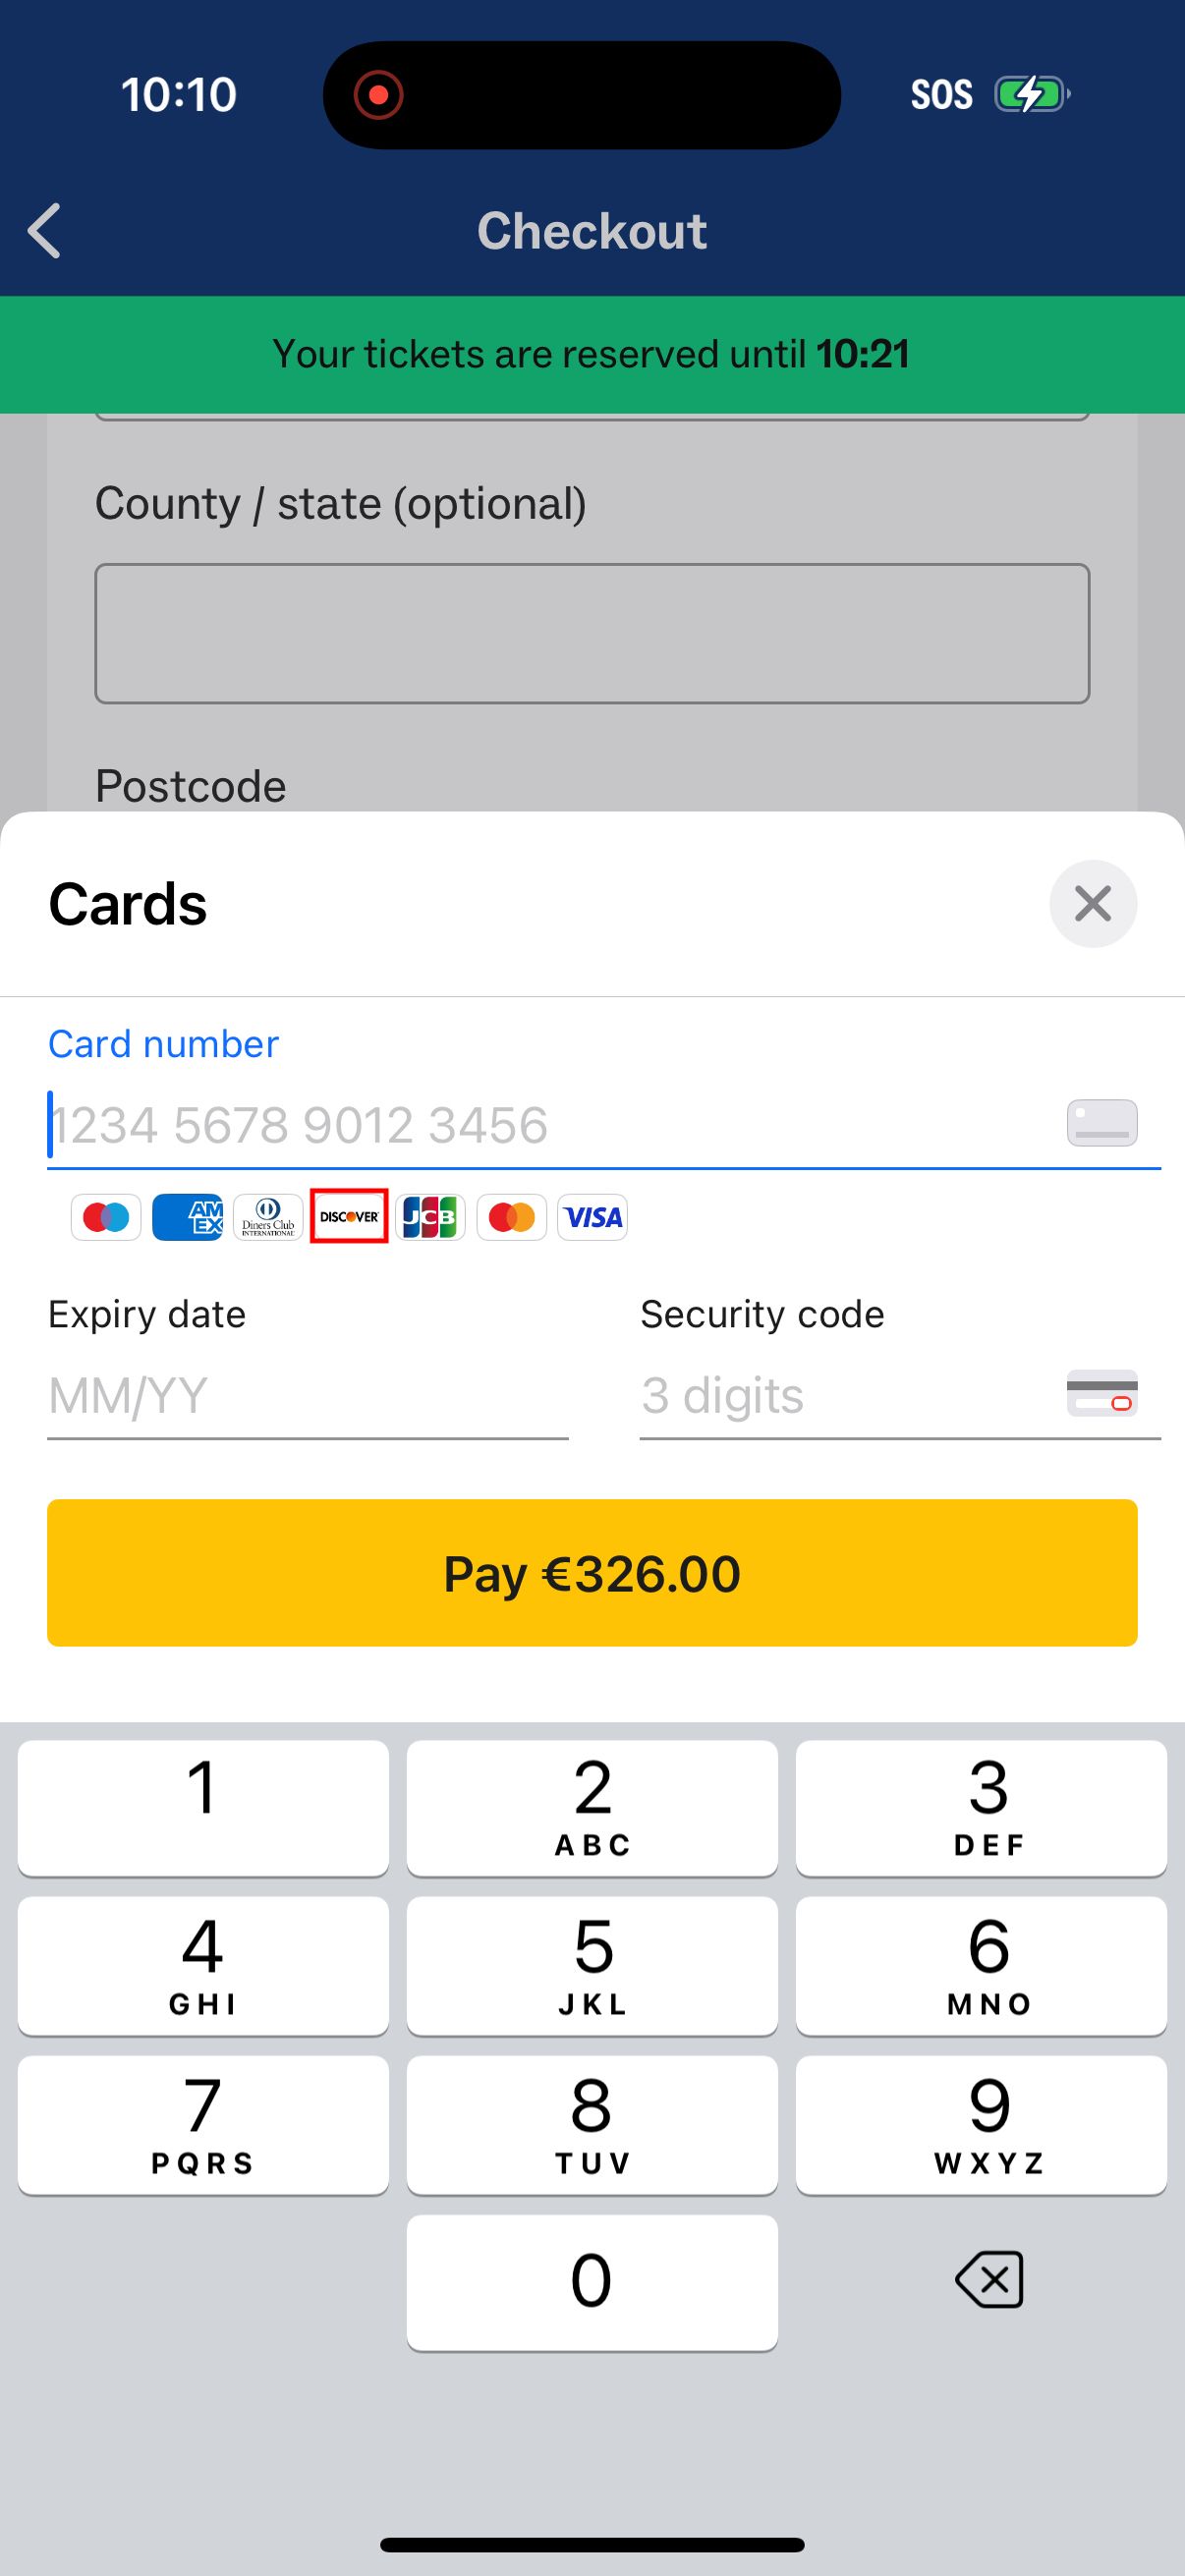 10:10
SOS
Checkout
Your tickets are reserved until 10:21
County / state (optional)
Postcode
Cards
Card number
1234 5678 9012 3456
AM EX
Diners Club INTERNATIONAL
DISCOVER
JCB
VISA
Expiry date
Security code
MM/YY
3 digits
Pay €326.00
1
2
3
ABC
DEF
4
5
6
GHI
JKL
MNO
7
8
9
PQRS
TUV
WXYZ
0